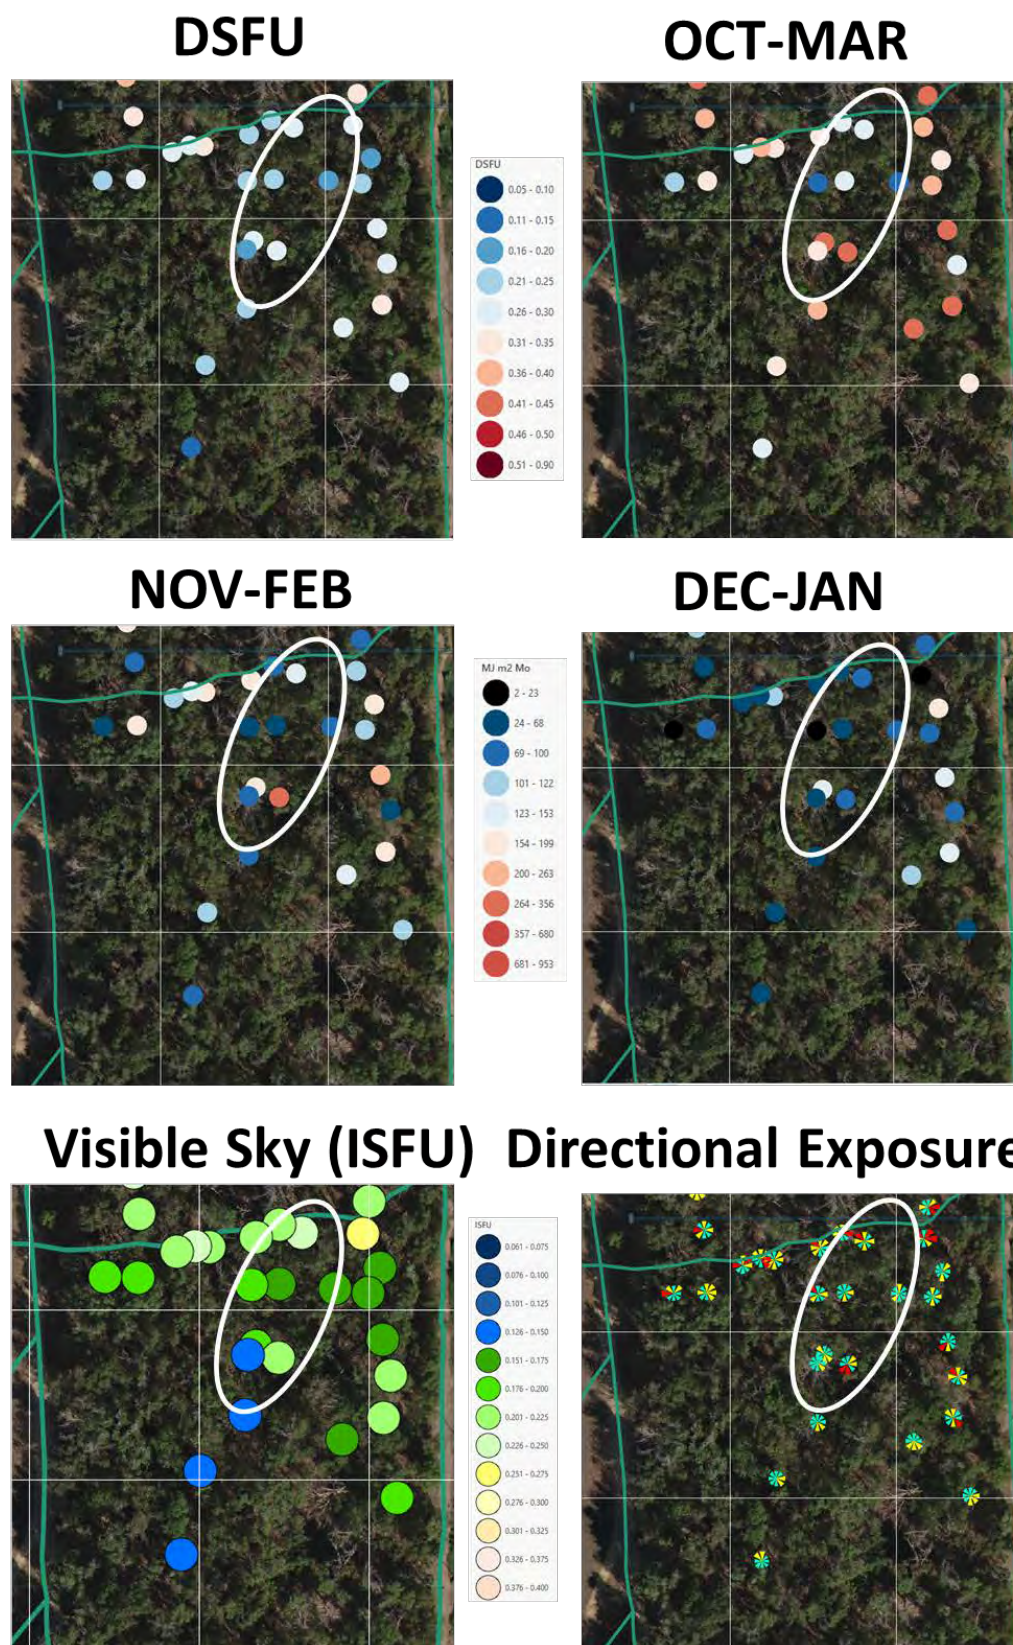 DSFU
OCT-MAR
DSFU
0.05 - 0.10
0.11 - 0.15
0.16 - 0.20
0.21 - 0.25
0.26 - 0.30
0.31 - 0.35
0.36 - 0.40
0.41 - 0.45
0.46 - 0.50
0.51 - 0.90
NOV-FEB
DEC-JAN
MJ m2 Mo
2 - 23
24 - 68
69 - 100
101 - 122
123 - 153
154 - 199
200 - 263
264 - 356
357 - 680
681 - 953
Visible Sky (ISFU)
Directional Exposure
ISFU
0.061 - 0.075
0.076 - 0.100
0.101 - 0.125
0.126 - 0.150
0.151 - 0.175
0.176 - 0.200
0.201 - 0.225
0.226 - 0.250
0.251 - 0.275
0.276 - 0.300
0.301 - 0.325
0.326 - 0.375
0.376 - 0.400